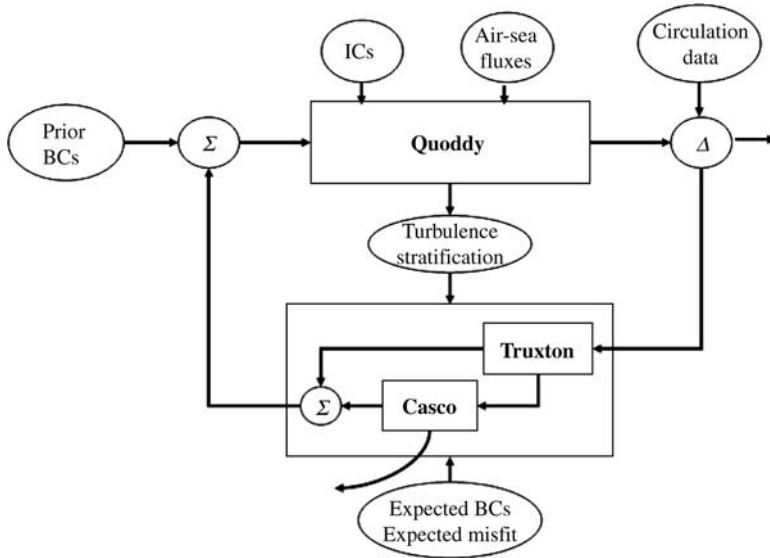 ICs
Air-sea
fluxes
Circulation
data
Prior
BCs
Σ
Quoddy
Δ
Turbulence
stratification
Truxton
Σ
Casco
Expected BCs
Expected misfit